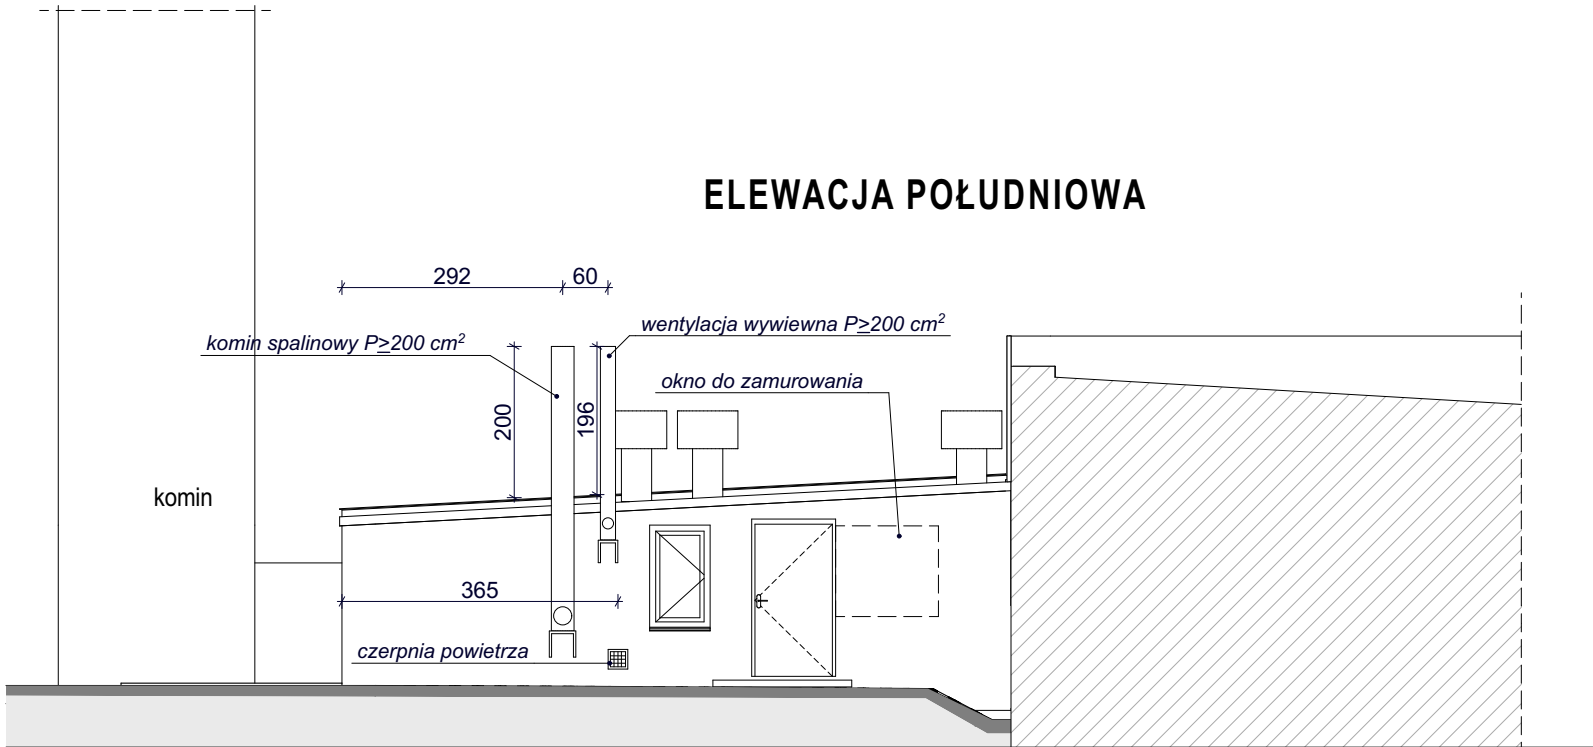 ELEWACJA POŁUDNIOWA
292
60
wentylacja wywiewna P≥200 cm²
komin spalinowy P≥200 cm²
okno do zamurowania
200
196
komin
365
czerpnia powietrza